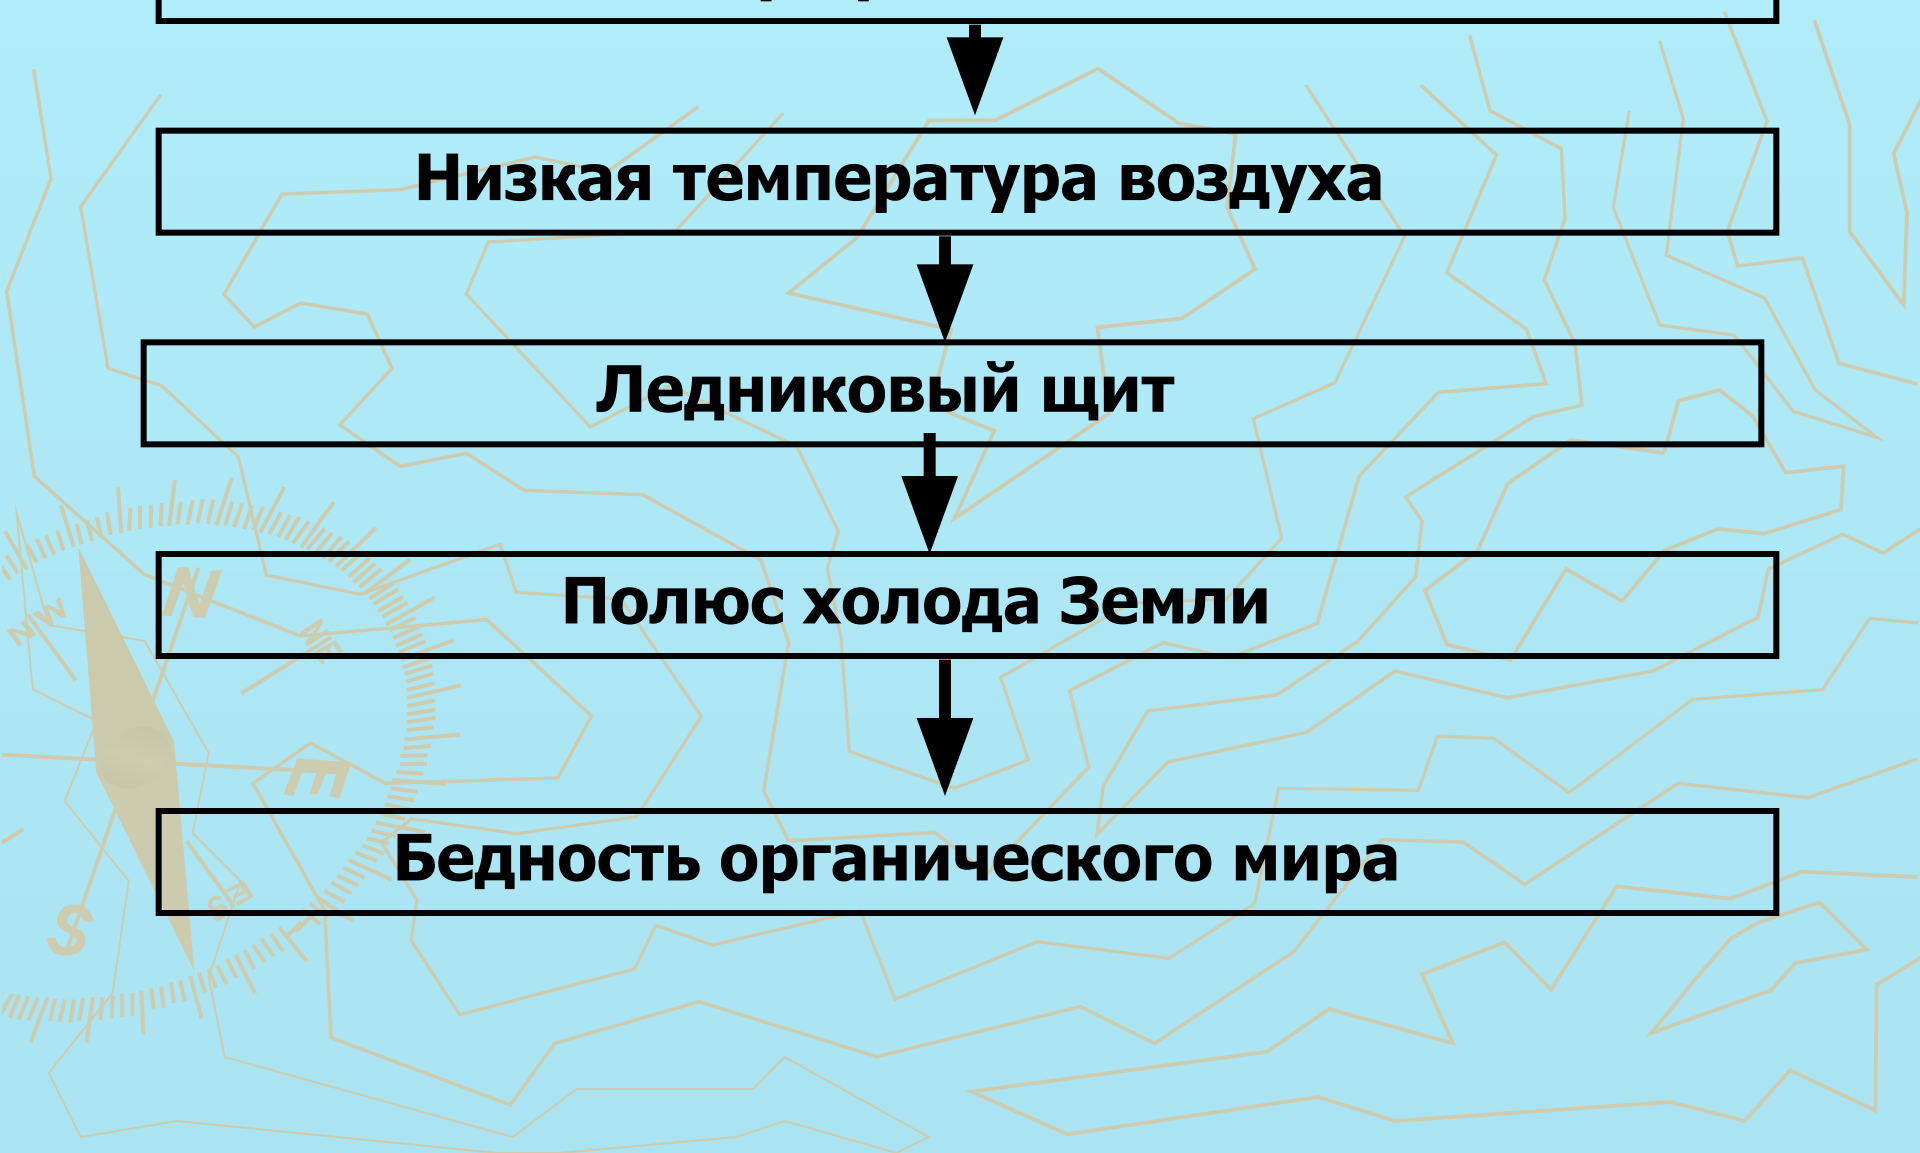 Низкая температура воздуха
Ледниковый щит
Полюс холода Земли
Бедность органического мира
N
E
S